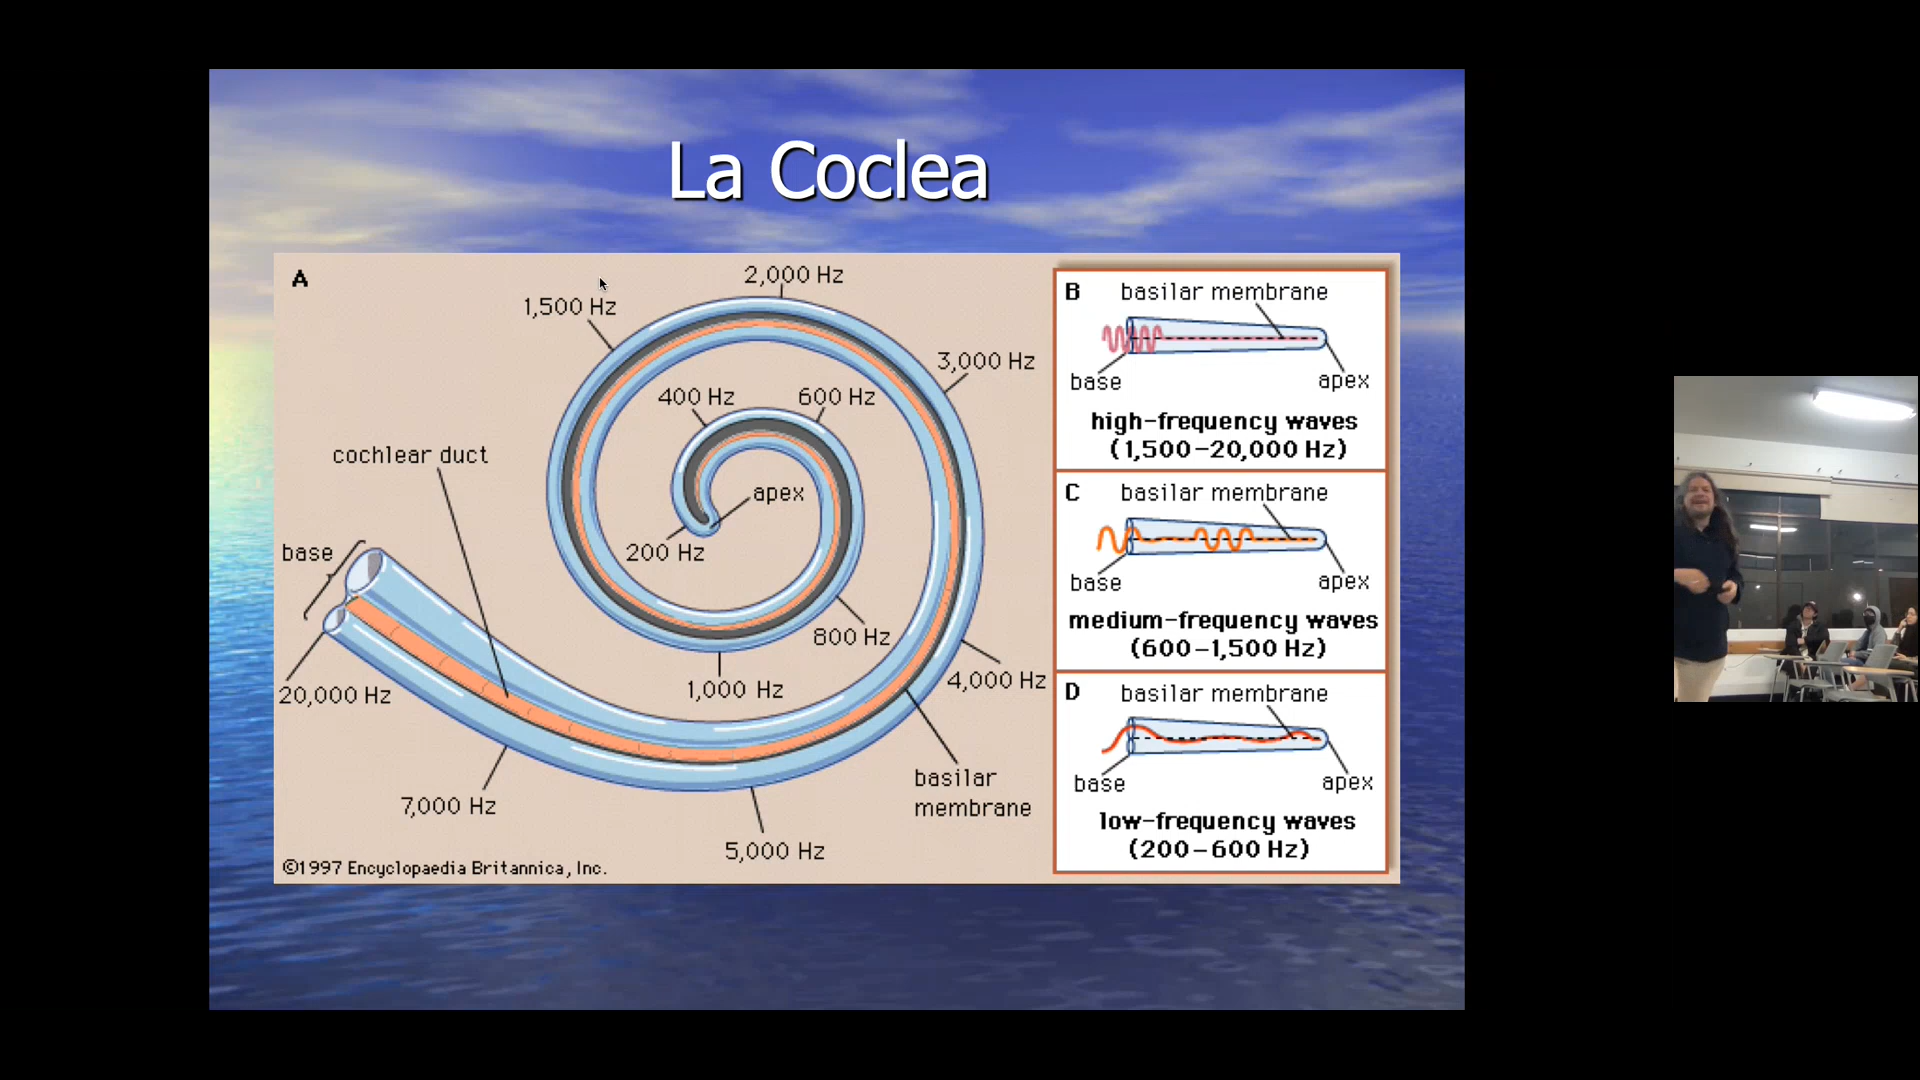 La Coclea
A
2,000 Hz
1,500 Hz
3,000 Hz
400 Hz
600 Hz
cochlear duct
apex
base
200 Hz
800 Hz
1,000 Hz
4,000 Hz
20,000 Hz
basilar
membrane
7,000 Hz
5,000 Hz
©1997 Encyclopaedia Britannica, Inc.
B
basilar membrane
base
apex
high-frequency waves
(1,500–20,000 Hz)
C
basilar membrane
base
apex
medium-frequency waves
(600–1,500 Hz)
D
basilar membrane
base
apex
low-frequency waves
(200–600 Hz)